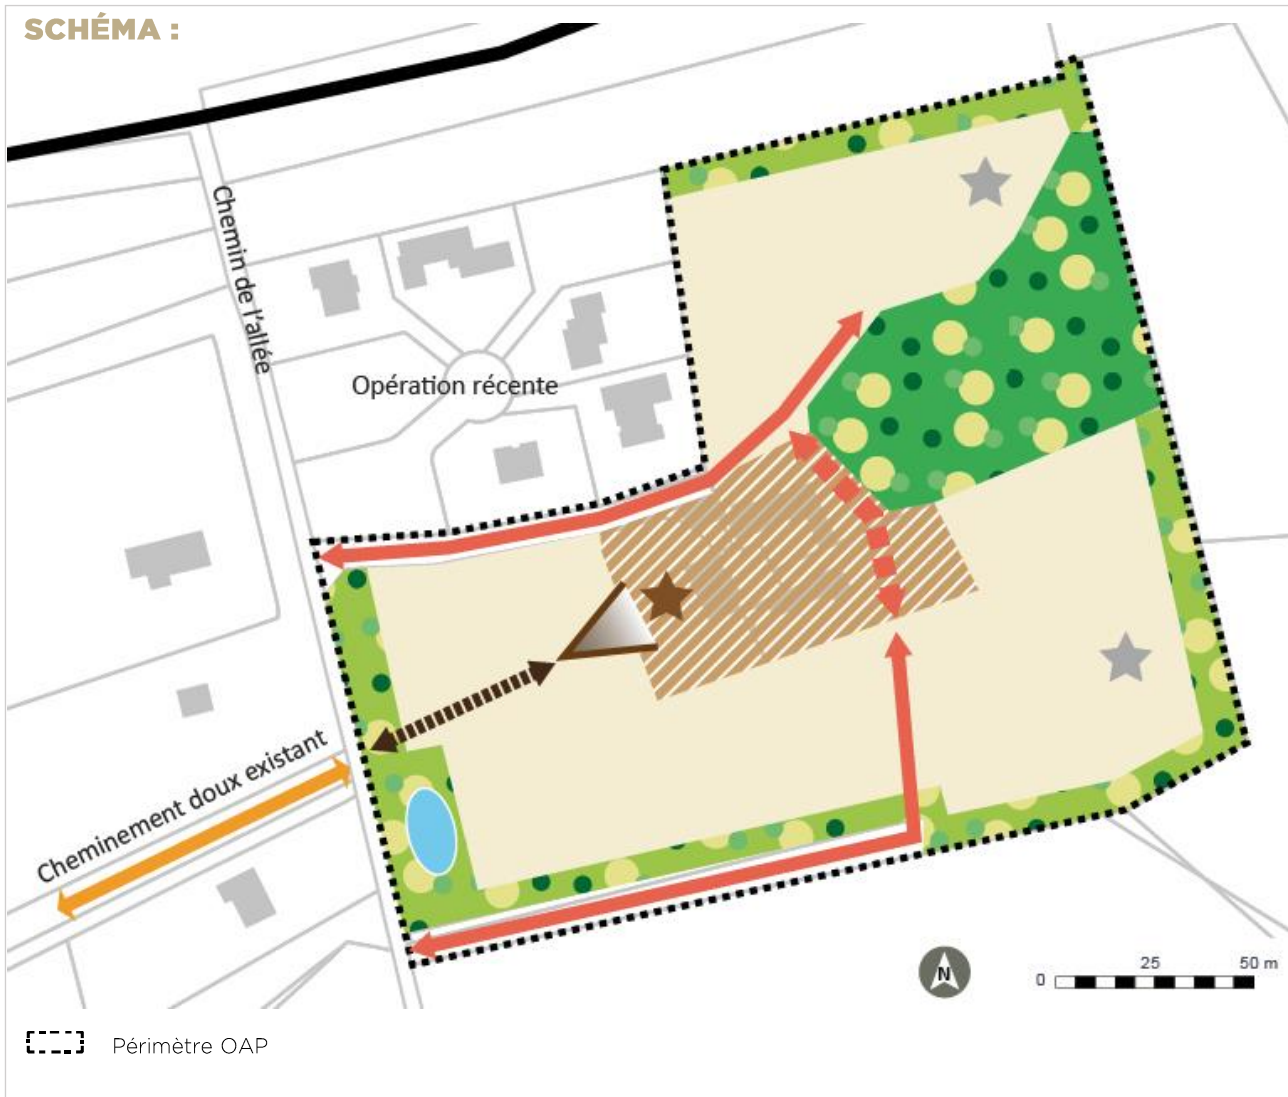 SCHÉMA :
Chemin de l'allée
Opération récente
Cheminement doux existant
N
0 25 50 m
Périmètre OAP